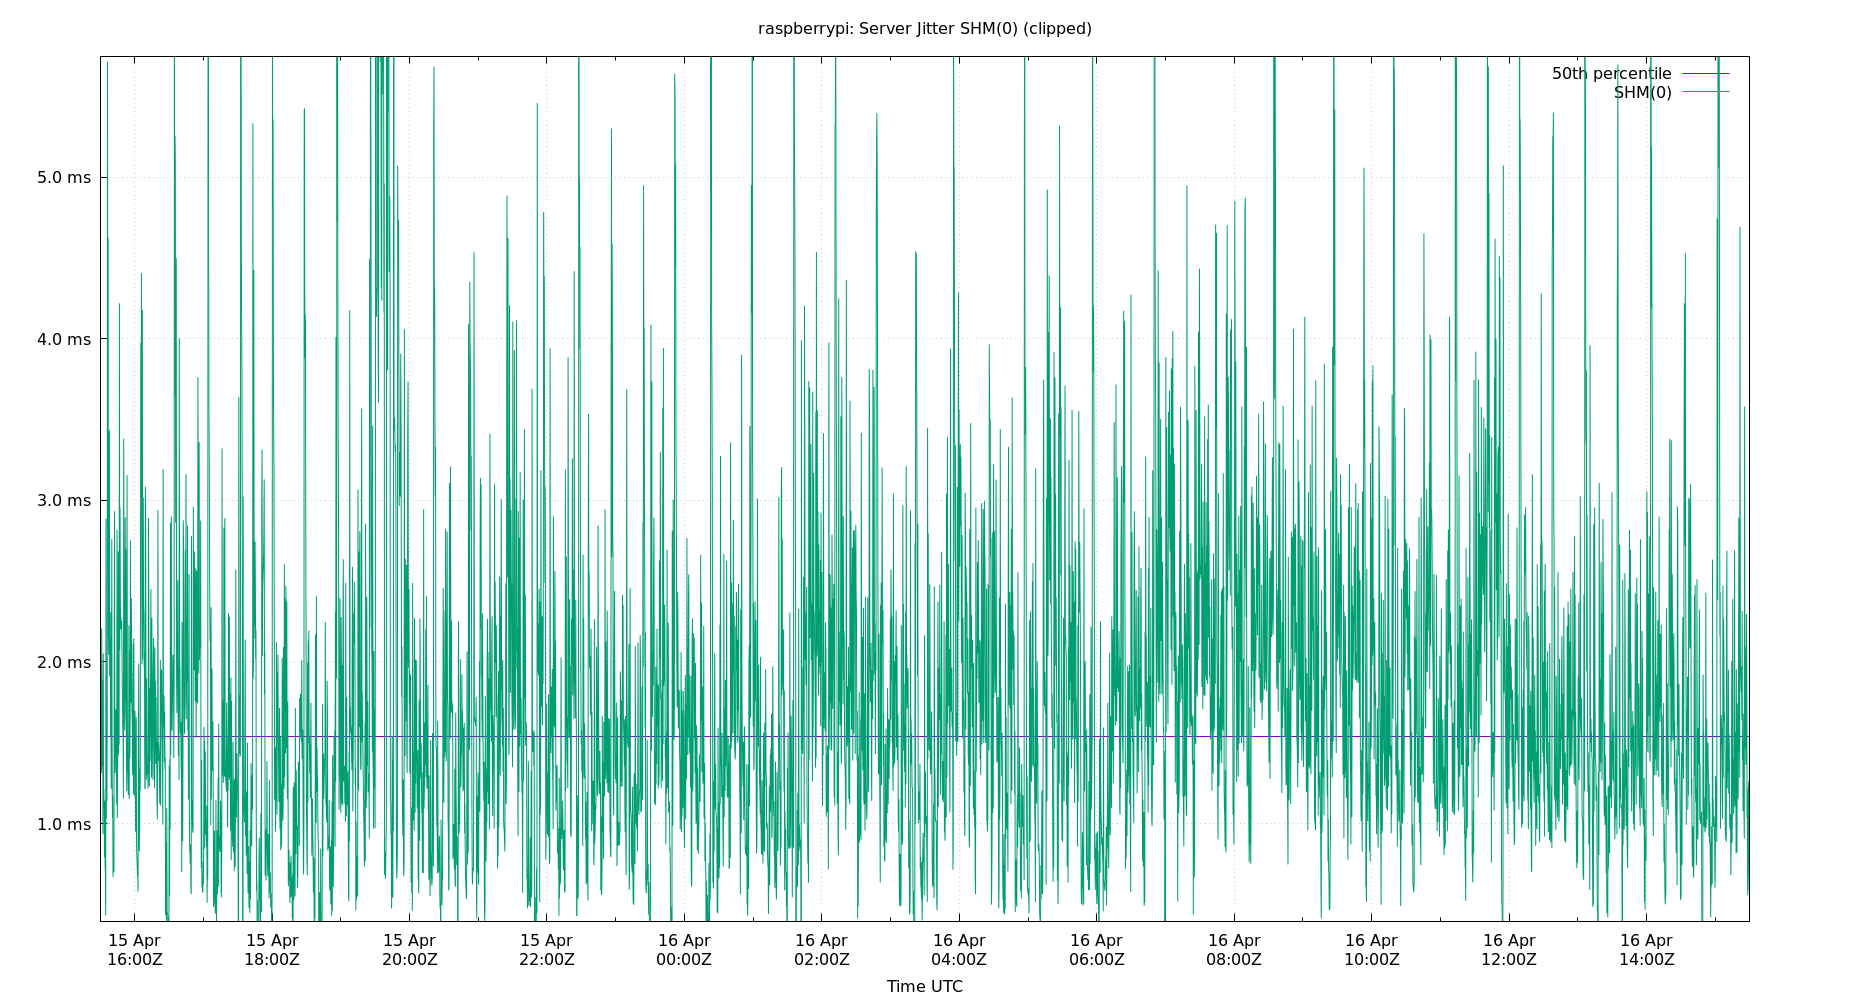 raspberrypi: Server Jitter SHM(0) (clipped)
50th percentile
SHM(0)
5.0 ms
4.0 ms
3.0 ms
2.0 ms
1.0 ms
15 Apr 15 Apr 15 Apr 15 Apr 16 Apr 16 Apr 16 Apr 16 Apr 16 Apr 16 Apr 16 Apr 16 Apr
16:00Z 18:00Z 20:00Z 22:00Z 00:00Z 02:00Z 04:00Z 06:00Z 08:00Z 10:00Z 12:00Z 14:00Z
Time UTC